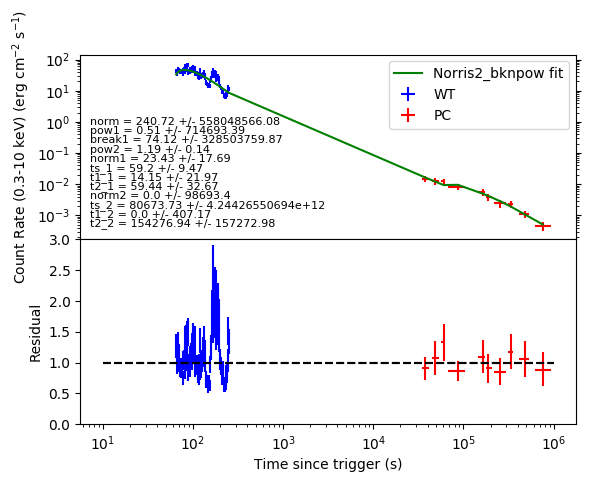 Count Rate (0.3-10 keV) (erg cm⁻² s⁻¹)
10²
10¹
10⁰
10⁻¹
10⁻²
10⁻³
Norris2_bknpow fit
WT
PC
norm = 240.72 +/- 558048566.08
pow1 = 0.51 +/- 714693.39
break1 = 74.12 +/- 328503759.87
pow2 = 1.19 +/- 0.14
norm1 = 23.43 +/- 17.69
ts_1 = 59.2 +/- 9.47
t1_1 = 14.15 +/- 21.97
t2_1 = 59.44 +/- 32.67
norm2 = 0.0 +/- 98693.4
ts_2 = 80673.73 +/- 4.24426550694e+12
t1_2 = 0.0 +/- 407.17
t2_2 = 154276.94 +/- 157272.98
Residual
3.0
2.5
2.0
1.5
1.0
0.5
0.0
10¹ 10² 10³ 10⁴ 10⁵ 10⁶
Time since trigger (s)